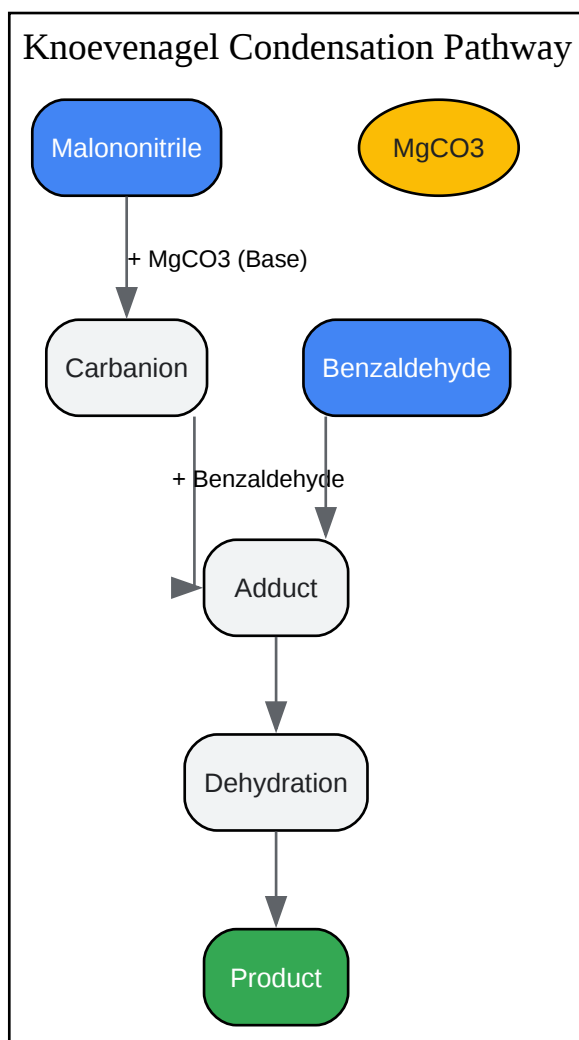 Knoevenagel Condensation Pathway
Malononitrile
MgCO3
+ MgCO3 (Base)
Carbanion
Benzaldehyde
+ Benzaldehyde
Adduct
Dehydration
Product